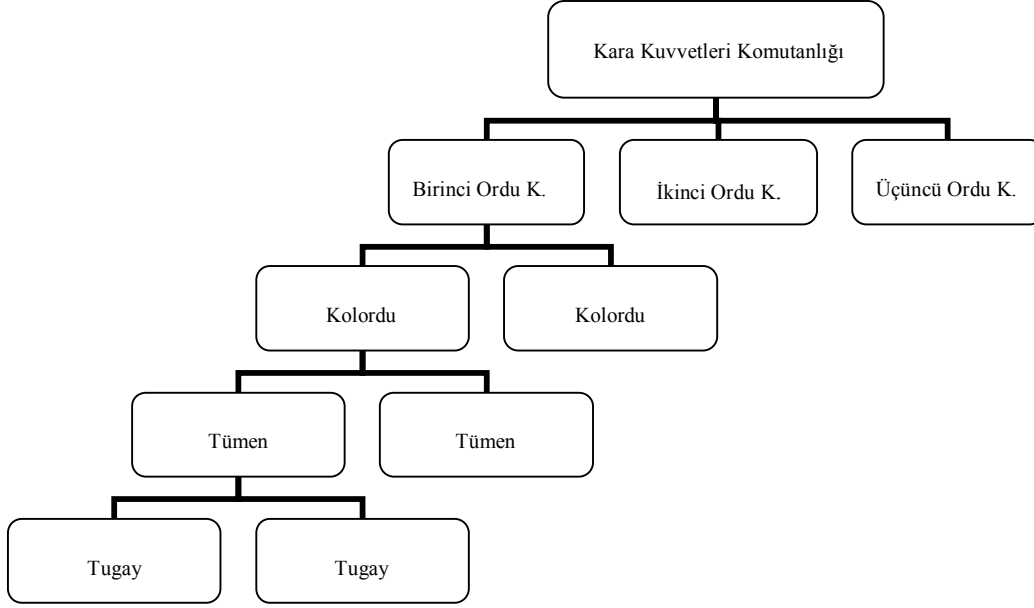 Kara Kuvvetleri Komutanlığı
Birinci Ordu K.
İkinci Ordu K.
Üçüncü Ordu K.
Kolordu
Kolordu
Tümen
Tümen
Tugay
Tugay